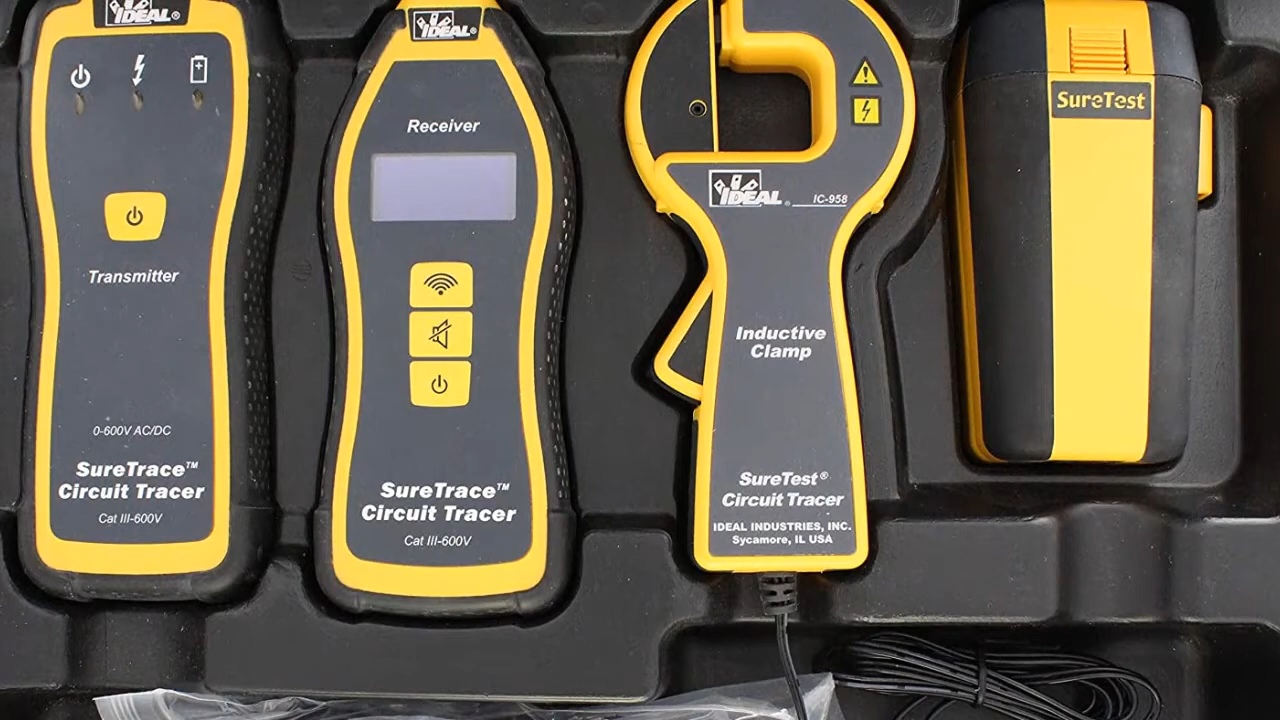 IDEAL®
Transmitter
0-600V AC/DC
SureTrace™
Circuit Tracer
Cat III-600V
IDEAL®
Receiver
SureTrace™
Circuit Tracer
Cat III-600V
IDEAL®
IC-958
Inductive
Clamp
SureTest®
Circuit Tracer
IDEAL INDUSTRIES, INC.
Sycamore, IL USA
SureTest